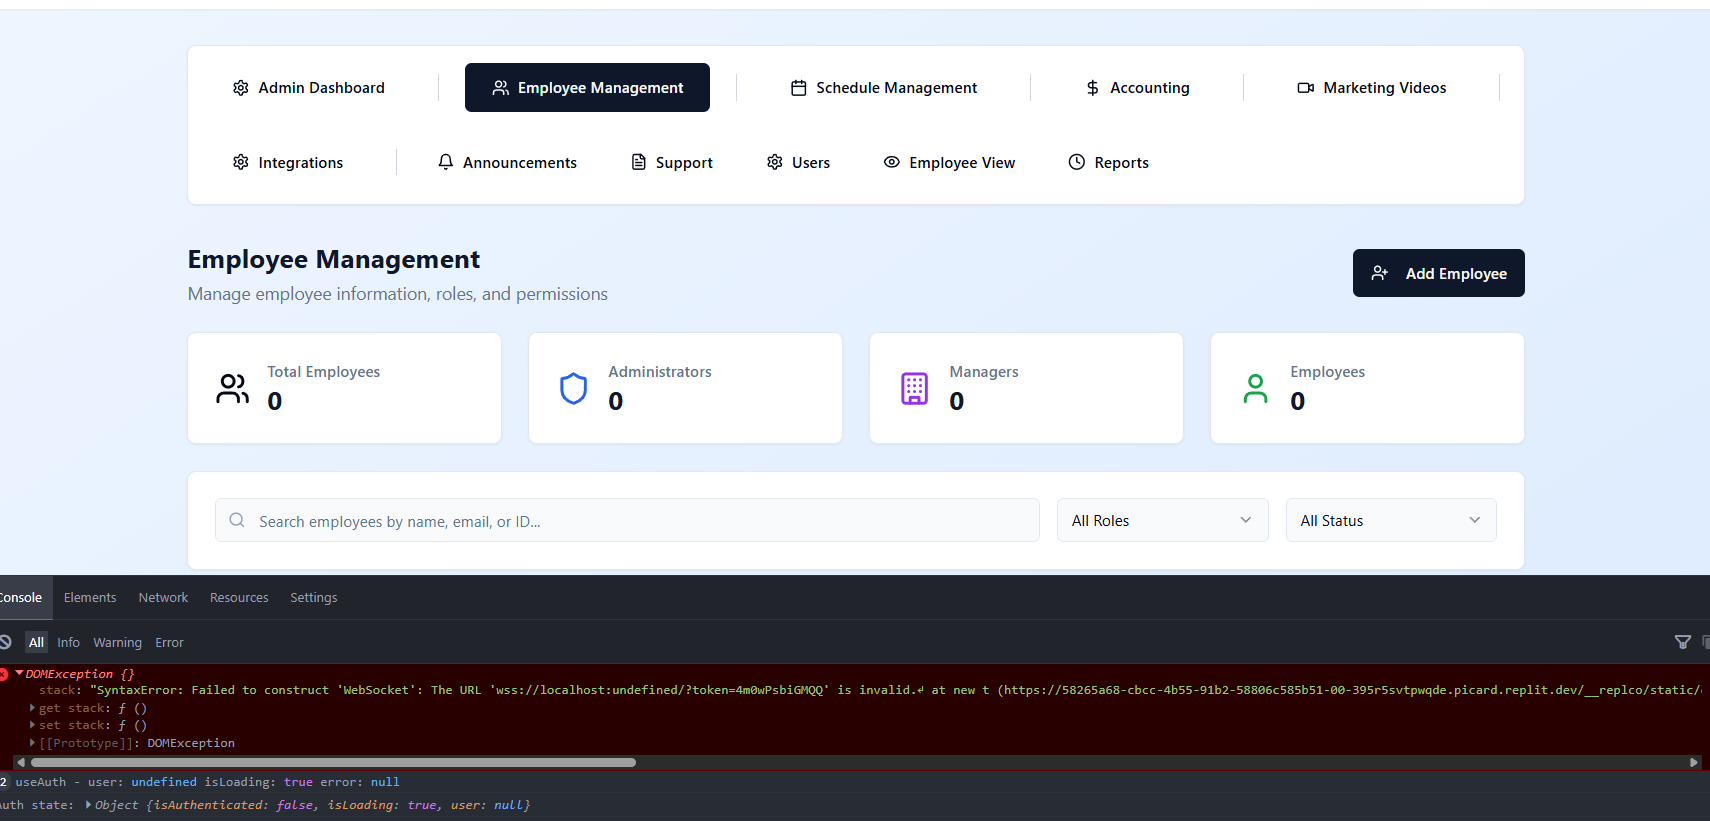 Admin Dashboard Employee Management Schedule Management Accounting Marketing Videos
Integrations Announcements Support Users Employee View Reports
Employee Management
Add Employee
Manage employee information, roles, and permissions
Total Employees Administrators Managers Employees
0 0 0 0
Search employees by name, email, or ID... All Roles All Status
Console Elements Network Resources Settings
All Info Warning Error
DOMException {}
stack: "SyntaxError: Failed to construct 'WebSocket': The URL 'wss://localhost:undefined/?token=4m0wPsbiGMQQ' is invalid.↲ at new t (https://58265a68-cbcc-4b55-91b2-58806c585b51-00-395r5svtpwqde.picard.replit.dev/__replco/static/
get stack: ƒ ()
set stack: ƒ ()
[[Prototype]]: DOMException
2 useAuth - user: undefined isLoading: true error: null
Auth state: Object {isAuthenticated: false, isLoading: true, user: null}